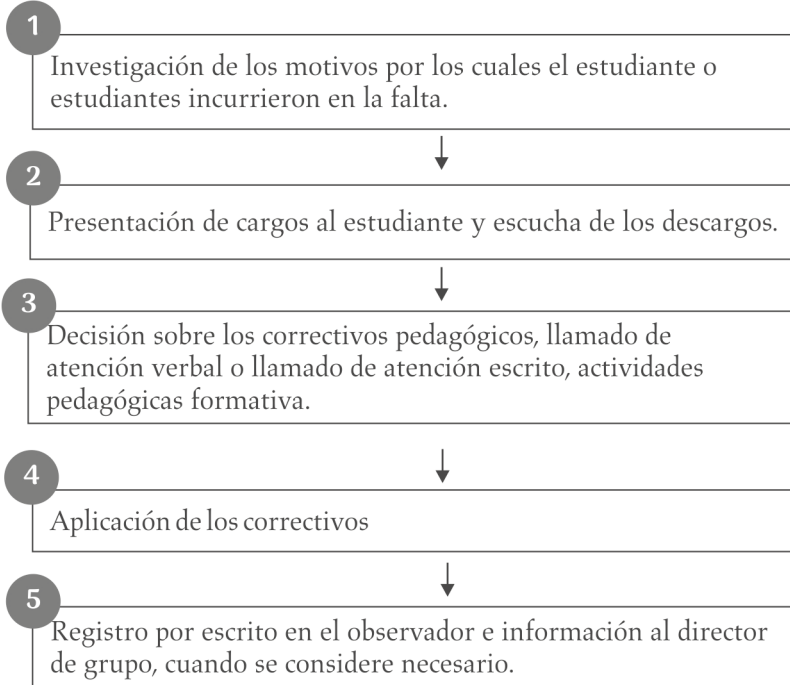 1
Investigación de los motivos por los cuales el estudiante o
estudiantes incurrieron en la falta.
2
Presentación de cargos al estudiante y escucha de los descargos.
3
Decisión sobre los correctivos pedagógicos, llamado de
atención verbal o llamado de atención escrito, actividades
pedagógicas formativa.
4
Aplicación de los correctivos
5
Registro por escrito en el observador e información al director
de grupo, cuando se considere necesario.